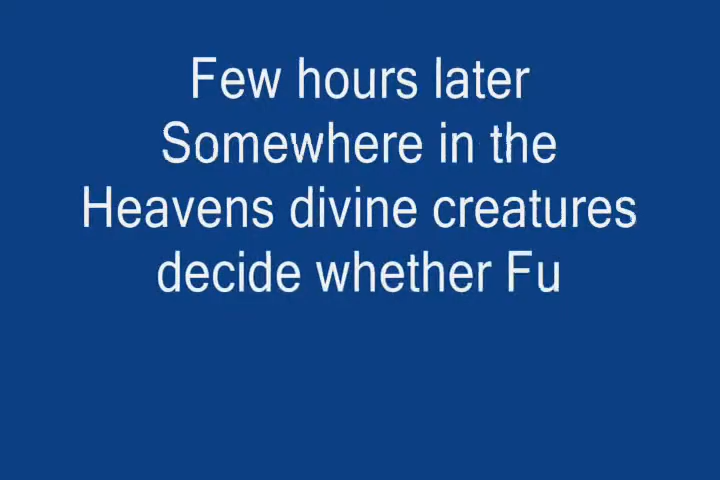 Few hours later
Somewhere in the
Heavens divine creatures
decide whether Fu